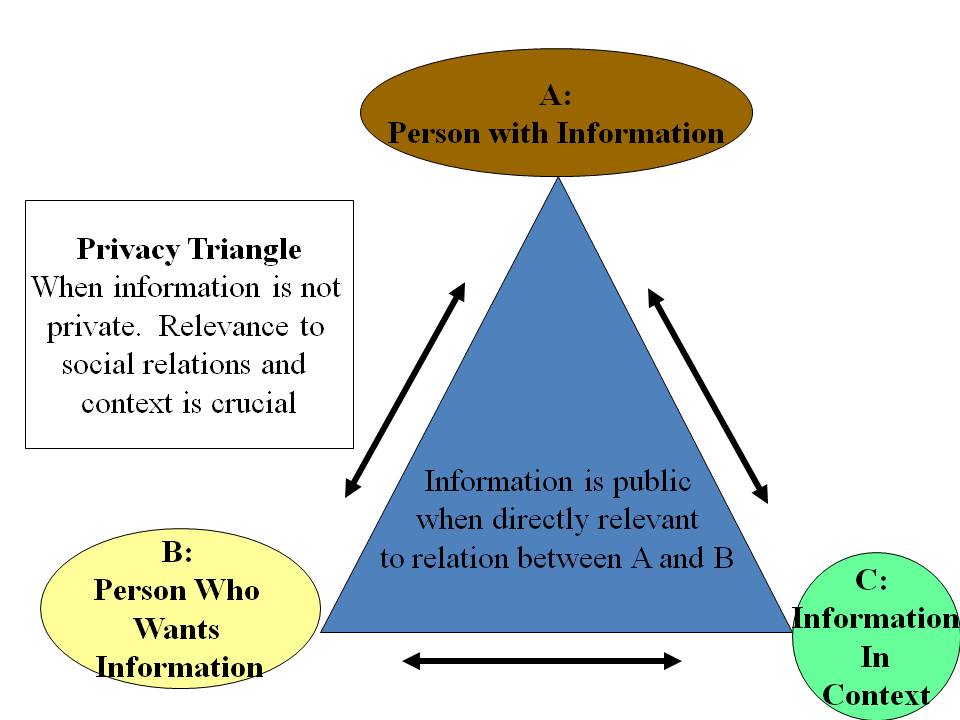 A:
Person with Information
Privacy Triangle
When information is not
private. Relevance to
social relations and
context is crucial
Information is public
when directly relevant
to relation between A and B
B:
Person Who
Wants
Information
C:
Information
In
Context